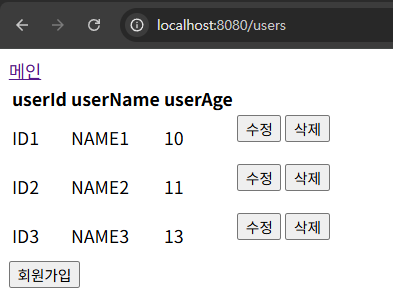 localhost:8080/users
메인
userId userName userAge
ID1 NAME1 10 수정 삭제
ID2 NAME2 11 수정 삭제
ID3 NAME3 13 수정 삭제
회원가입